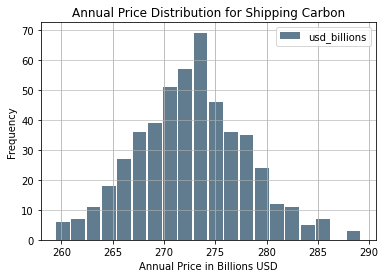 Annual Price Distribution for Shipping Carbon
usd_billions
70
60
50
40
30
20
10
0
Frequency
260 265 270 275 280 285 290
Annual Price in Billions USD